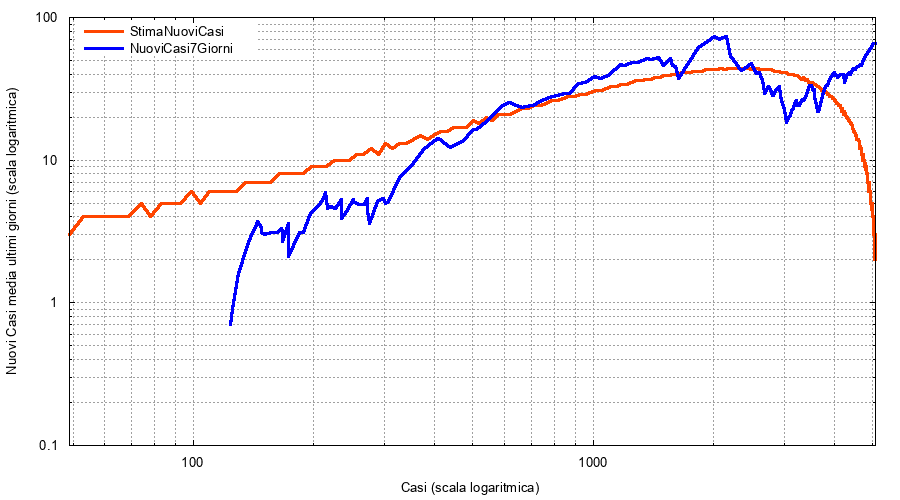 100
StimaNuoviCasi
NuoviCasi7Giorni
10
1
0.1
Nuovi Casi media ultimi giorni (scala logaritmica)
100
1000
Casi (scala logaritmica)